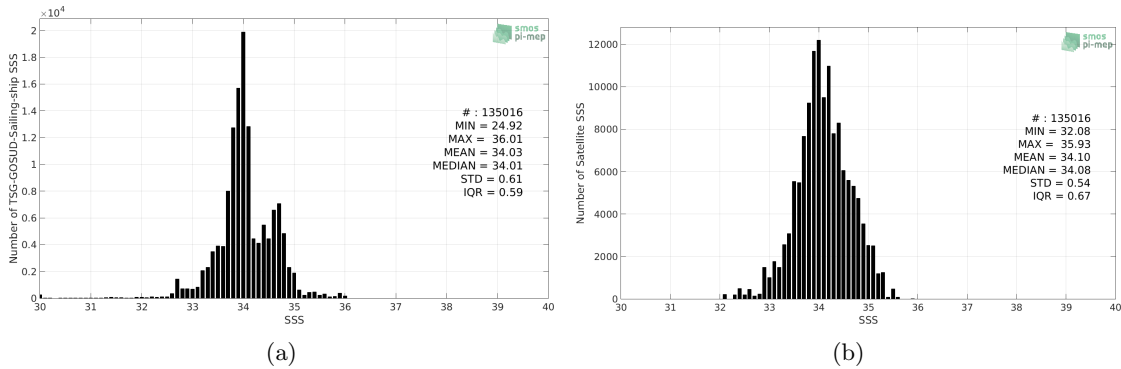 ×10⁴
smos
pi-mep
2
1.8
1.6
1.4
1.2
1
0.8
0.6
0.4
0.2
0
Number of TSG-GOSUD-Sailing-ship SSS
# : 135016
MIN = 24.92
MAX = 36.01
MEAN = 34.03
MEDIAN = 34.01
STD = 0.61
IQR = 0.59
30 31 32 33 34 35 36 37 38 39 40
SSS
(a)
smos
pi-mep
12000
10000
8000
6000
4000
2000
0
Number of Satellite SSS
# : 135016
MIN = 32.08
MAX = 35.93
MEAN = 34.10
MEDIAN = 34.08
STD = 0.54
IQR = 0.67
30 31 32 33 34 35 36 37 38 39 40
SSS
(b)